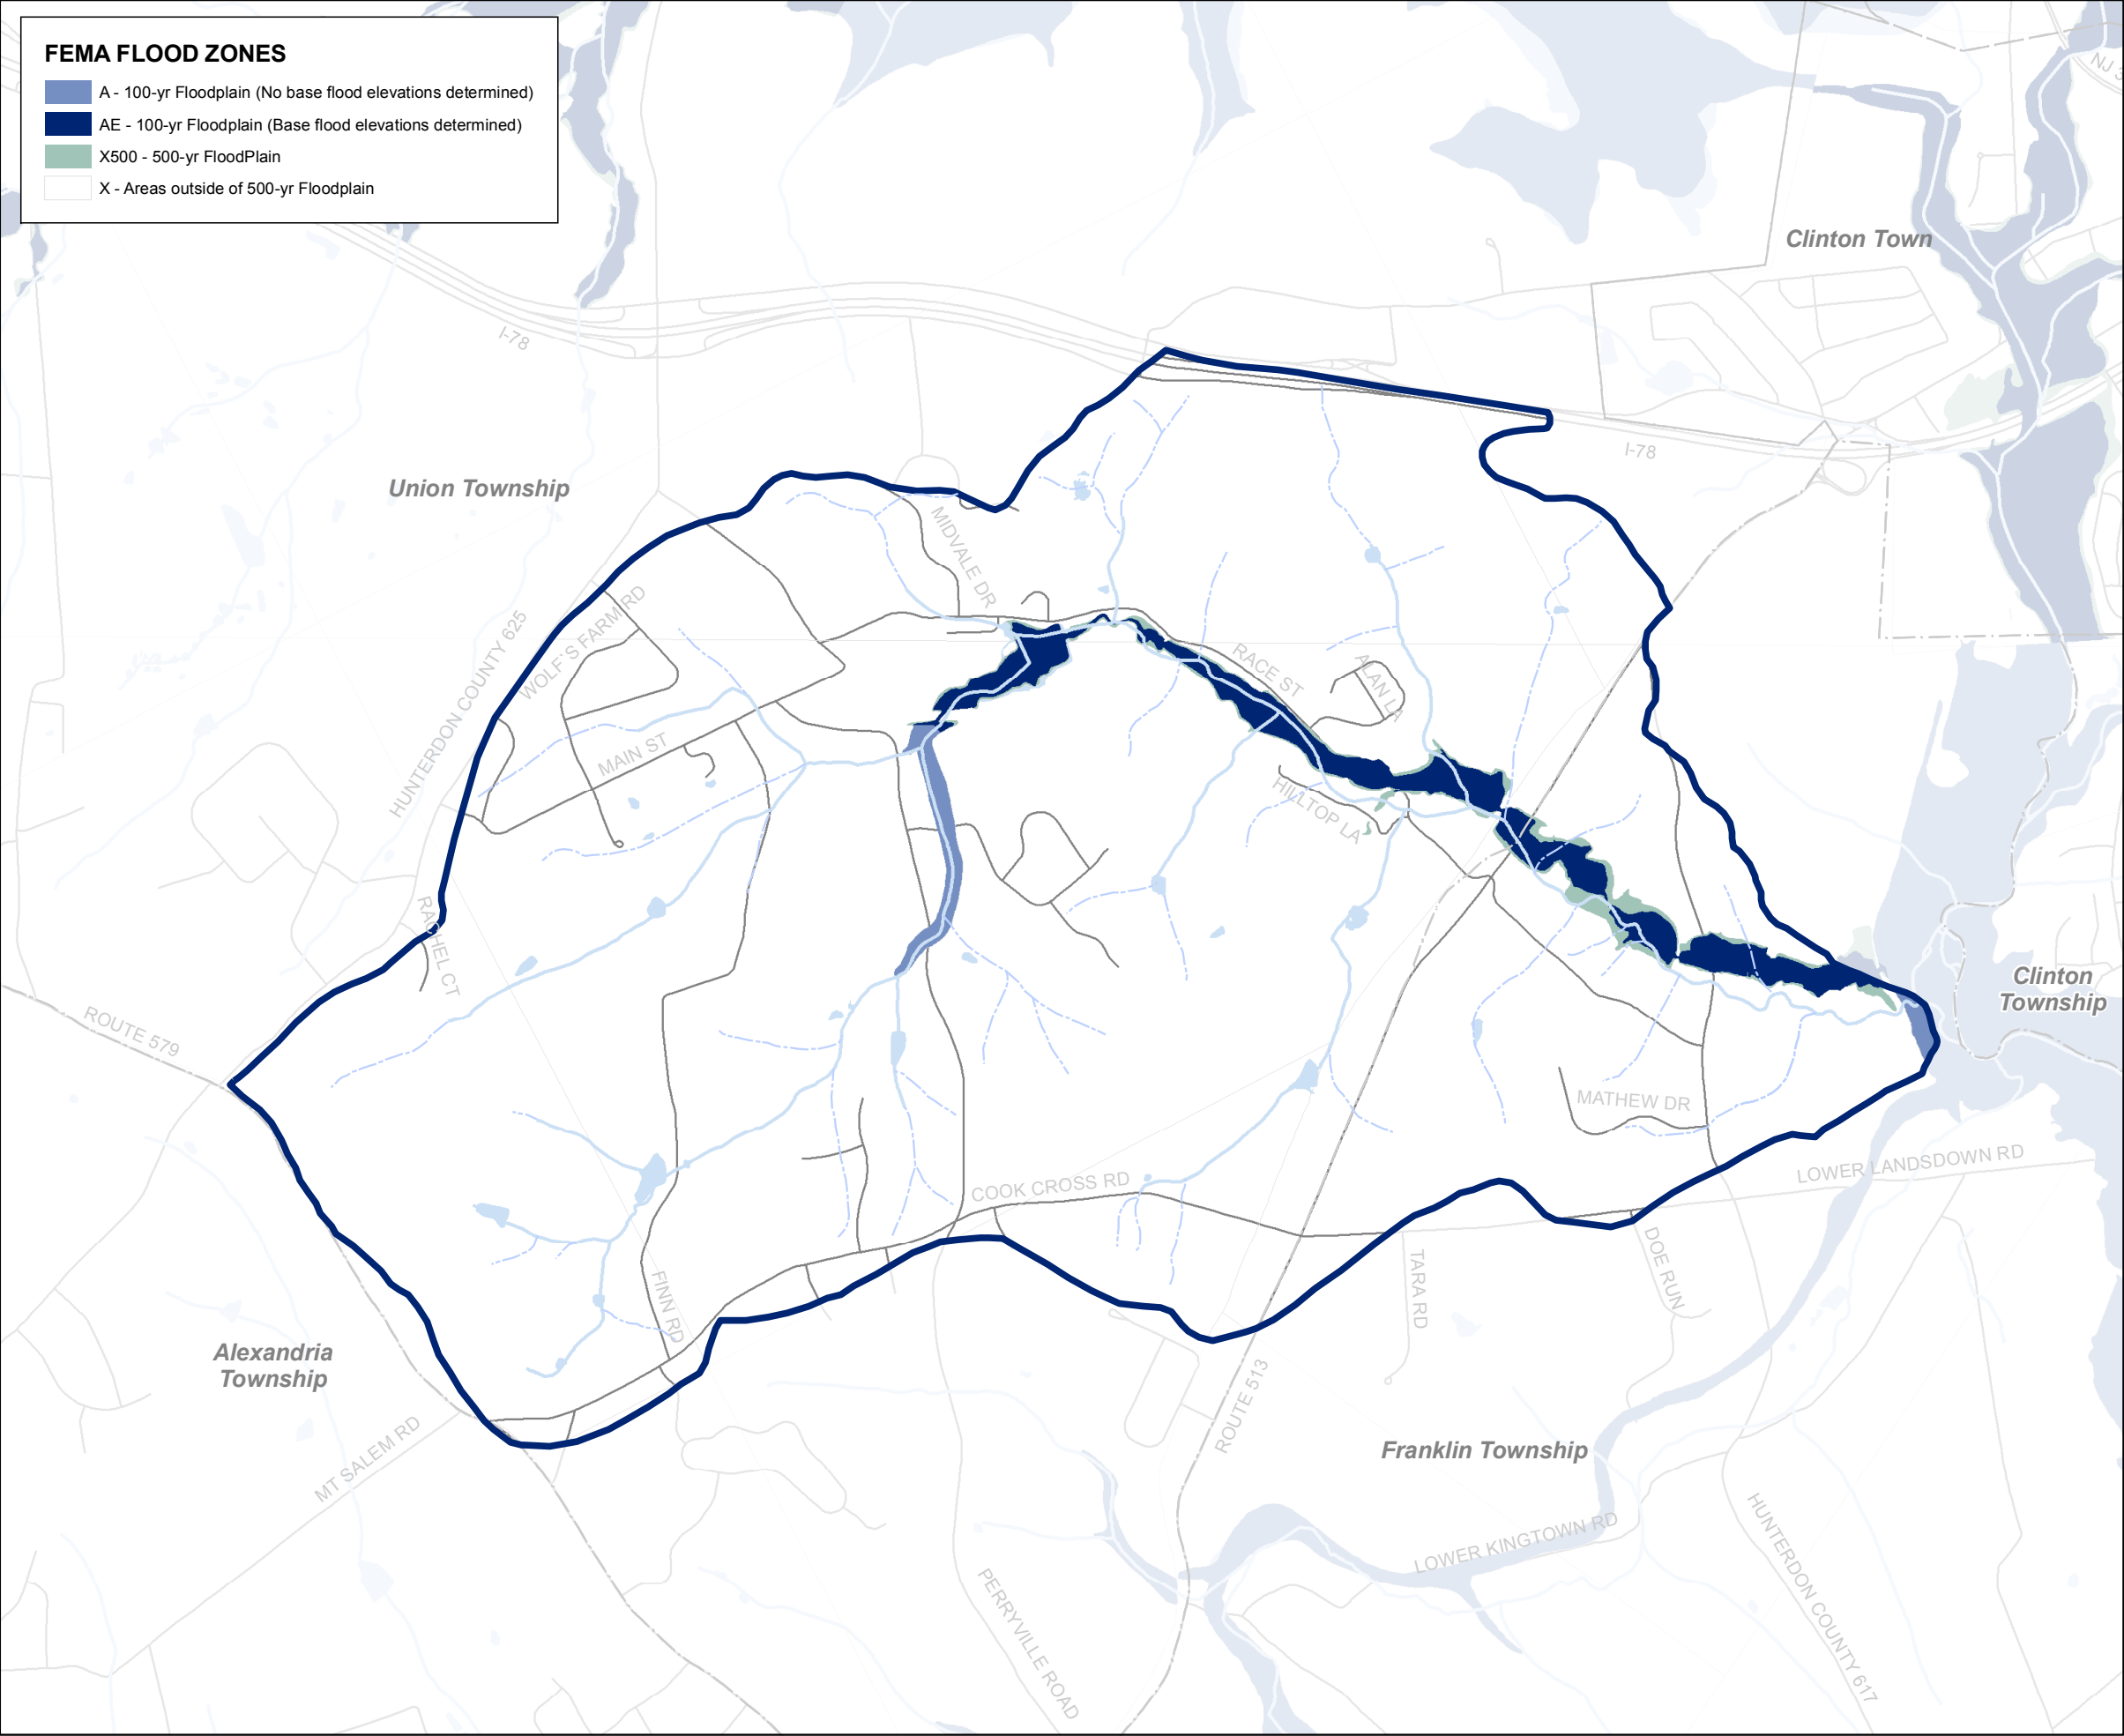 FEMA FLOOD ZONES
A - 100-yr Floodplain (No base flood elevations determined)
AE - 100-yr Floodplain (Base flood elevations determined)
X500 - 500-yr FloodPlain
X - Areas outside of 500-yr Floodplain
NJ 3
Clinton Town
I-78
I-78
Union Township
MIDVALE DR
WOLF'S FARM RD
HUNTERDON COUNTY 625
RACE ST
ALAN LA
MAIN ST
HILLTOP LA
RACHEL CT
Clinton
Township
ROUTE 579
MATHEW DR
LOWER LANDSDOWN RD
COOK CROSS RD
FINN RD
TARA RD
DOE RUN
Alexandria
Township
MT SALEM RD
ROUTE 513
Franklin Township
LOWER KINGTOWN RD
HUNTERDON COUNTY 617
PERRYVILLE ROAD